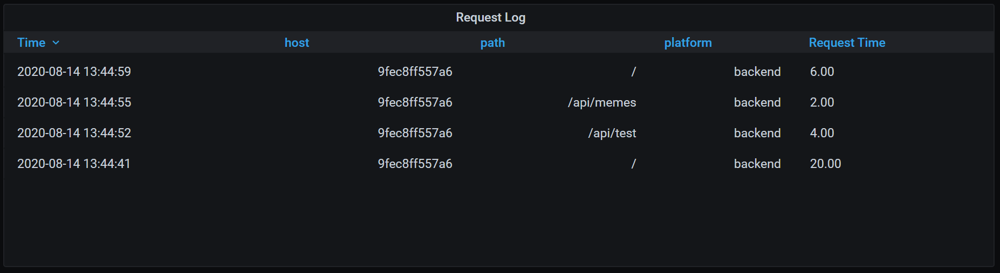 Request Log
Time host path platform Request Time
2020-08-14 13:44:59 9fec8ff557a6 / backend 6.00
2020-08-14 13:44:55 9fec8ff557a6 /api/memes backend 2.00
2020-08-14 13:44:52 9fec8ff557a6 /api/test backend 4.00
2020-08-14 13:44:41 9fec8ff557a6 / backend 20.00